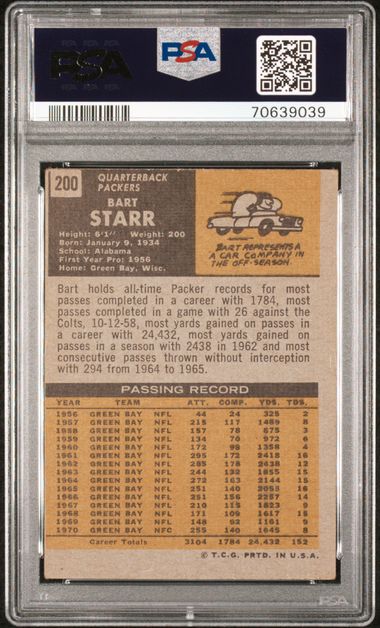 PSA
PSA
PSA
70639039
200
QUARTERBACK
PACKERS
BART
STARR
Height: 6'1" Weight: 200
Born: January 9, 1934
School: Alabama
First Year Pro: 1956
Home: Green Bay, Wisc.
BART REPRESENTS A
A CAR COMPANY IN
THE OFF-SEASON.
Bart holds all-time Packer records for most
passes completed in a career with 1784, most
passes completed in a game with 26 against the
Colts, 10-12-58, most yards gained on passes
in a career with 24,432, most yards gained on
passes in a season with 2438 in 1962 and most
consecutive passes thrown without interception
with 294 from 1964 to 1965.
PASSING RECORD
YEAR TEAM ATT. COMP. YDS. TDS.
1956 GREEN BAY NFL 44 24 325 2
1957 GREEN BAY NFL 215 117 1489 8
1958 GREEN BAY NFL 157 78 875 3
1959 GREEN BAY NFL 134 70 972 6
1960 GREEN BAY NFL 172 98 1358 4
1961 GREEN BAY NFL 295 172 2418 16
1962 GREEN BAY NFL 285 178 2438 12
1963 GREEN BAY NFL 244 132 1855 15
1964 GREEN BAY NFL 272 163 2144 15
1965 GREEN BAY NFL 251 140 2055 16
1966 GREEN BAY NFL 251 156 2257 14
1967 GREEN BAY NFL 210 115 1823 9
1968 GREEN BAY NFL 171 109 1617 15
1969 GREEN BAY NFL 148 92 1161 9
1970 GREEN BAY NFC 255 140 1645 8
Career Totals 3104 1784 24,432 152
© T.C.G. PRTD. IN U.S.A.
PSA